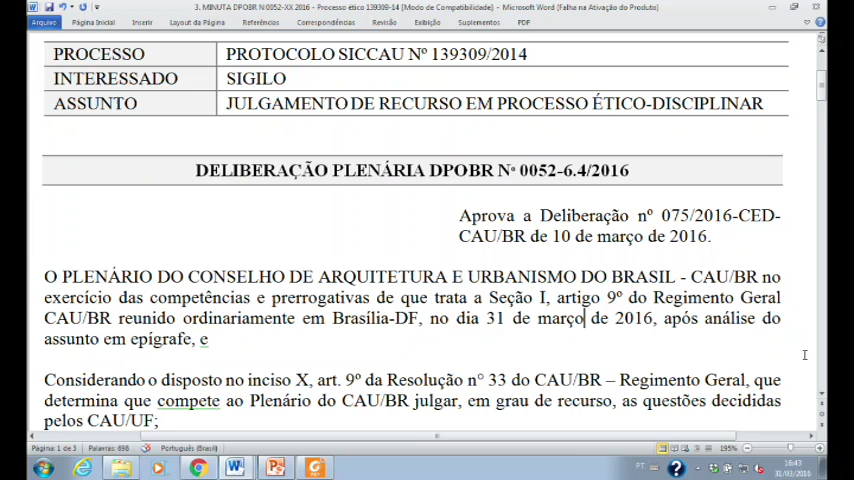 3. MINUTA DPOBR N 0052-XX 2016 - Processo ético 139309-14 [Modo de Compatibilidade] - Microsoft Word (Falha na Ativação do Produto)
Arquivo Página Inicial Inserir Layout da Página Referências Correspondências Revisão Exibição Suplementos PDF
PROCESSO PROTOCOLO SICCAU Nº 139309/2014
INTERESSADO SIGILO
ASSUNTO JULGAMENTO DE RECURSO EM PROCESSO ÉTICO-DISCIPLINAR
DELIBERAÇÃO PLENÁRIA DPOBR Nº 0052-6.4/2016
Aprova a Deliberação nº 075/2016-CED-
CAU/BR de 10 de março de 2016.
O PLENÁRIO DO CONSELHO DE ARQUITETURA E URBANISMO DO BRASIL - CAU/BR no
exercício das competências e prerrogativas de que trata a Seção I, artigo 9º do Regimento Geral
CAU/BR reunido ordinariamente em Brasília-DF, no dia 31 de março de 2016, após análise do
assunto em epígrafe, e
Considerando o disposto no inciso X, art. 9º da Resolução n° 33 do CAU/BR – Regimento Geral, que
determina que compete ao Plenário do CAU/BR julgar, em grau de recurso, as questões decididas
pelos CAU/UF;
Página: 1 de 3 Palavras: 698 Português (Brasil) 195%
PT 16:43
31/03/2016